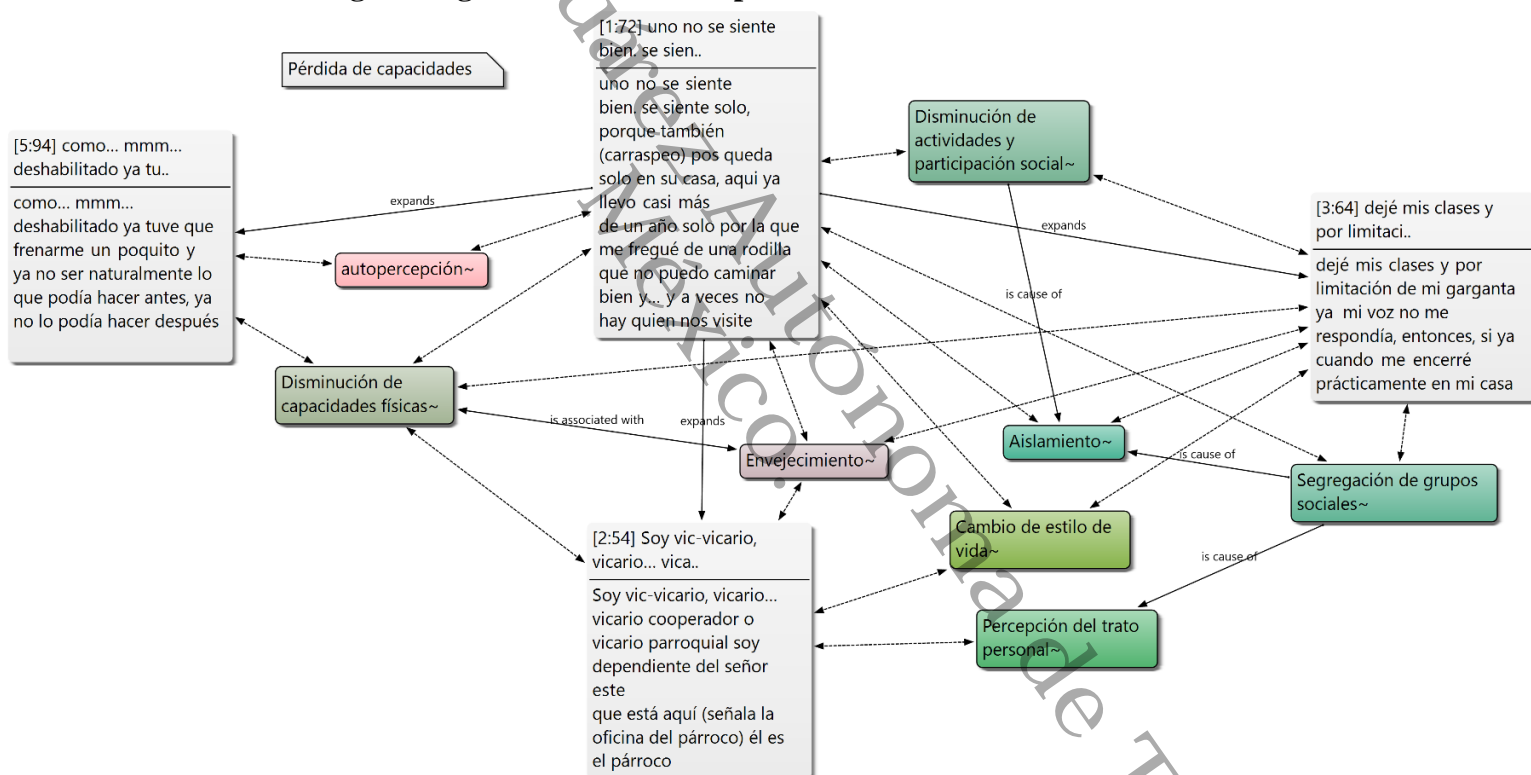 [1:72] uno no se siente
bien. se sien..
uno no se siente
bien. se siente solo,
porque también
(carraspeo) pos queda
solo en su casa, aqui ya
llevo casi más
de un año solo por la que
me fregué de una rodilla
que no puedo caminar
bien y... y a veces no
hay quien nos visite
Pérdida de capacidades
Disminución de
actividades y
participación social~
[5:94] como... mmm...
deshabilitado ya tu..
como... mmm...
deshabilitado ya tuve que
frenarme un poquito y
ya no ser naturalmente lo
que podía hacer antes, ya
no lo podía hacer después
expands
autopercepción~
expands
[3:64] dejé mis clases y
por limitaci..
dejé mis clases y por
limitación de mi garganta
ya mi voz no me
respondía, entonces, si ya
cuando me encerré
prácticamente en mi casa
is cause of
Disminución de
capacidades físicas~
is associated with
expands
Envejecimiento~
Aislamiento~
is cause of
Segregación de grupos
sociales~
Cambio de estilo de
vida~
is cause of
[2:54] Soy vic-vicario,
vicario... vica..
Soy vic-vicario, vicario...
vicario cooperador o
vicario parroquial soy
dependiente del señor
este
que está aquí (señala la
oficina del párroco) él es
el párroco
Percepción del trato
personal~
Juárez Autónoma de
México.